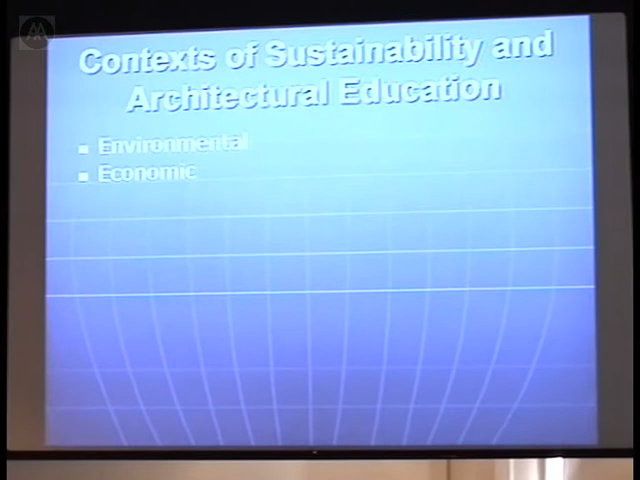 Contexts of Sustainability and
Architectural Education
Environmental
Economic